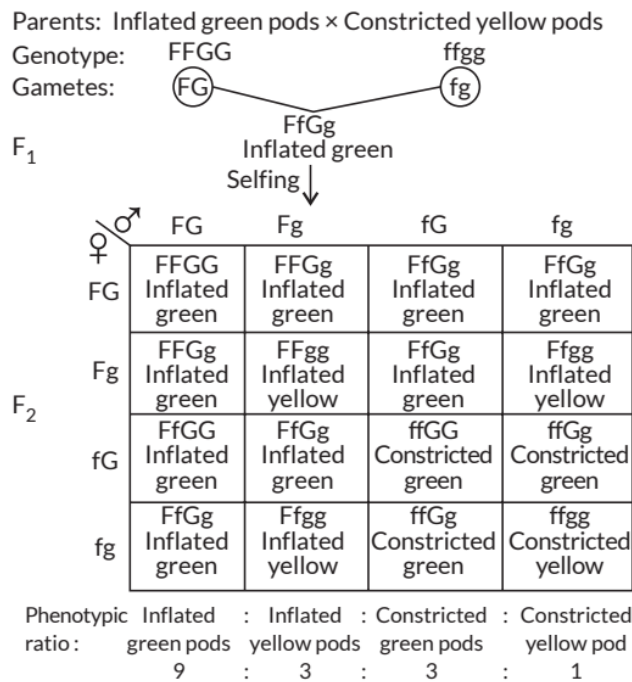 Parents: Inflated green pods × Constricted yellow pods
Genotype: FFGG ffgg
Gametes: FG fg
FfGg
F₁ Inflated green
Selfing
♀ ♂ FG Fg fG fg
FFGG FFGg FfGg FfGg
FG Inflated Inflated Inflated Inflated
green green green green
FFGg FFgg FfGg Ffgg
Fg Inflated Inflated Inflated Inflated
green yellow green yellow
F₂
FfGG FfGg ffGG ffGg
fG Inflated Inflated Constricted Constricted
green green green green
FfGg Ffgg ffGg ffgg
fg Inflated Inflated Constricted Constricted
green yellow green yellow
Phenotypic Inflated : Inflated : Constricted : Constricted
ratio : green pods yellow pods green pods yellow pod
9 : 3 : 3 : 1